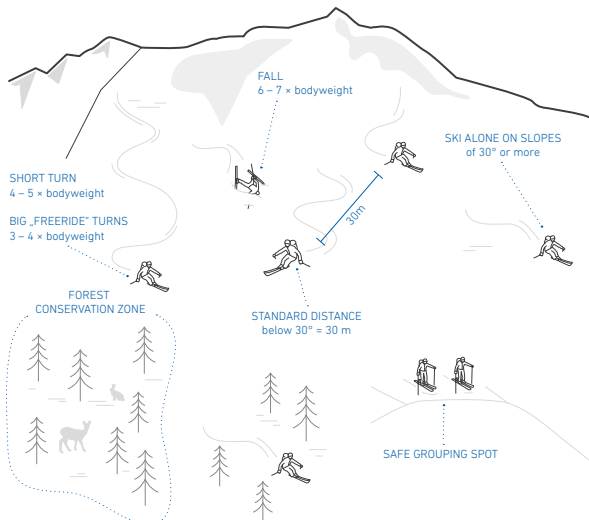 FALL
6 – 7 × bodyweight
SKI ALONE ON SLOPES
of 30° or more
SHORT TURN
4 – 5 × bodyweight
BIG „FREERIDE” TURNS
3 – 4 × bodyweight
30m
FOREST
CONSERVATION ZONE
STANDARD DISTANCE
below 30° = 30 m
SAFE GROUPING SPOT